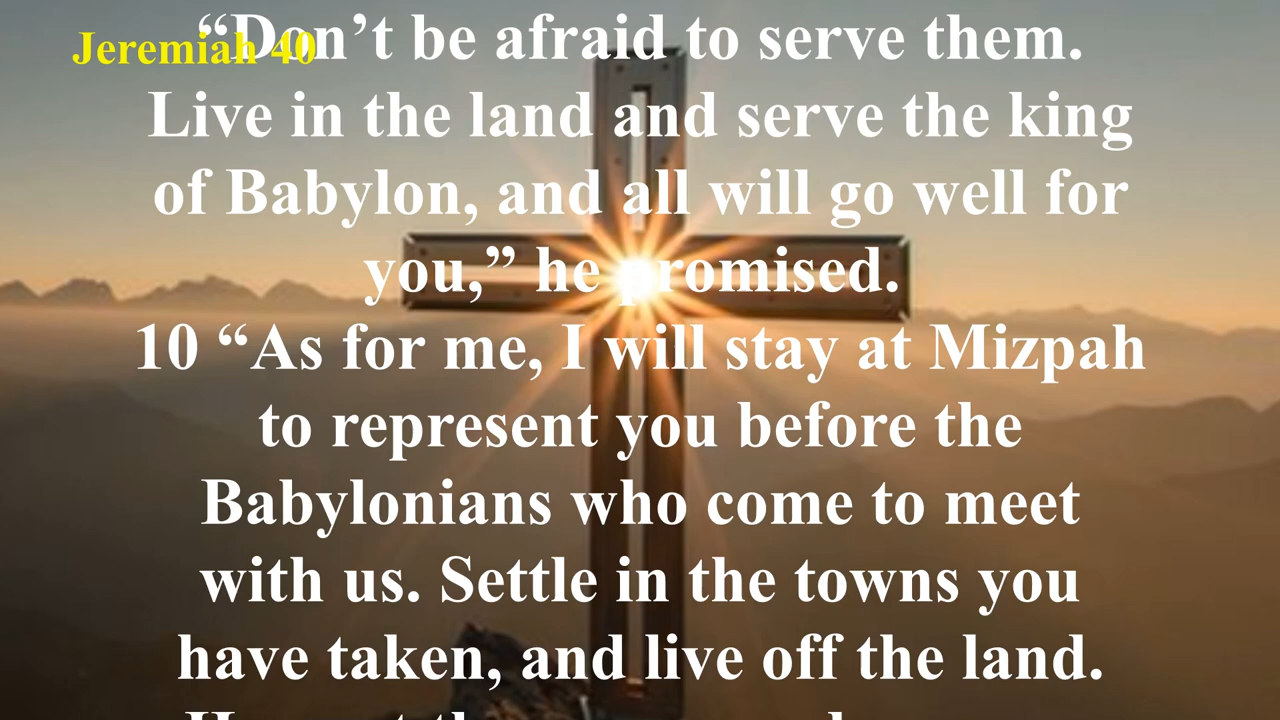 Jeremiah 40
“Don’t be afraid to serve them.
Live in the land and serve the king
of Babylon, and all will go well for
you,” he promised.
10 “As for me, I will stay at Mizpah
to represent you before the
Babylonians who come to meet
with us. Settle in the towns you
have taken, and live off the land.